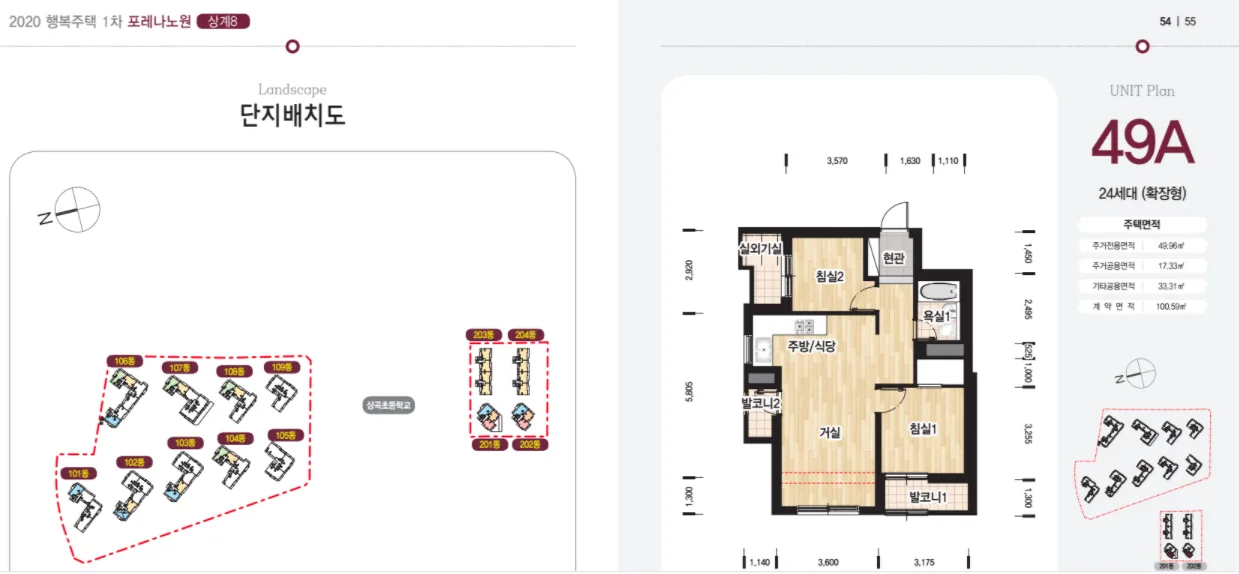 2020 행복주택 1차 포레나노원 상계8
54 | 55
Landscape
단지배치도
N
106동
107동
108동
109동
203동
204동
상곡초등학교
103동
104동
105동
101동
102동
201동
202동
UNIT Plan
49A
24세대 (확장형)
주택면적
주거전용면적 49.96㎡
주거공용면적 17.33㎡
기타공용면적 33.31㎡
계 약 면 적 100.59㎡
3,570
1,630
1,110
2,920
5,805
1,300
1,450
2,495
525
1,000
3,255
1,300
실외기실
침실2
현관
욕실1
주방/식당
발코니2
거실
침실1
발코니1
1,140
3,600
3,175
N
201동
202동